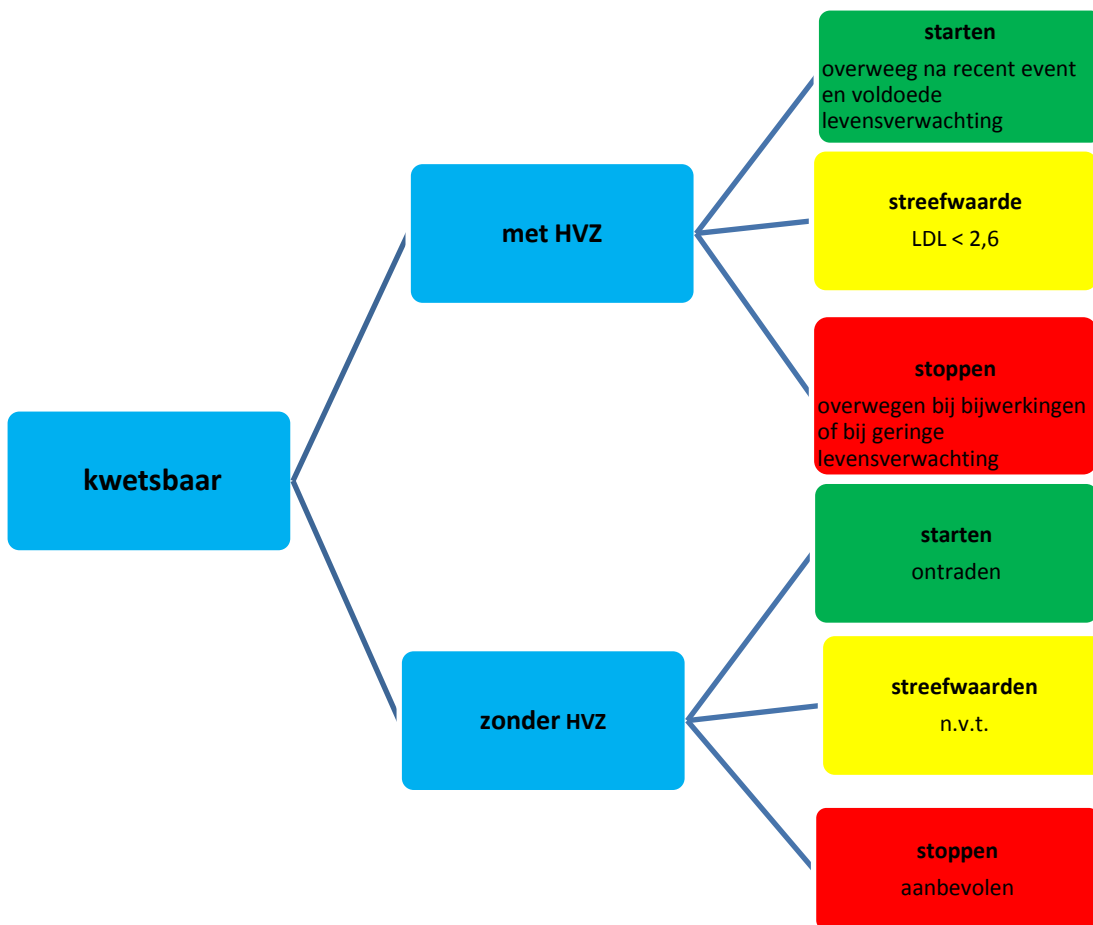 kwetsbaar
met HVZ
starten
overweeg na recent event
en voldoede
levensverwachting
streefwaarde
LDL < 2,6
stoppen
overwegen bij bijwerkingen
of bij geringe
levensverwachting
zonder HVZ
starten
ontraden
streefwaarden
n.v.t.
stoppen
aanbevolen